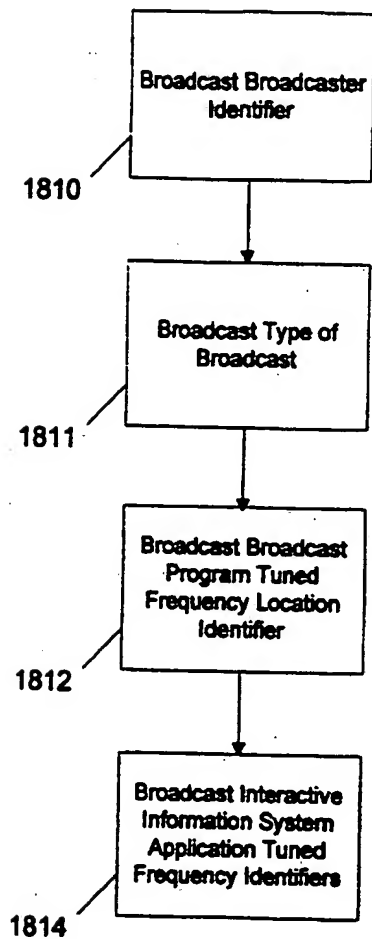 Broadcast Broadcaster
Identifier
1810
Broadcast Type of
Broadcast
1811
Broadcast Broadcast
Program Tuned
Frequency Location
Identifier
1812
Broadcast Interactive
Information System
Application Tuned
Frequency Identifiers
1814